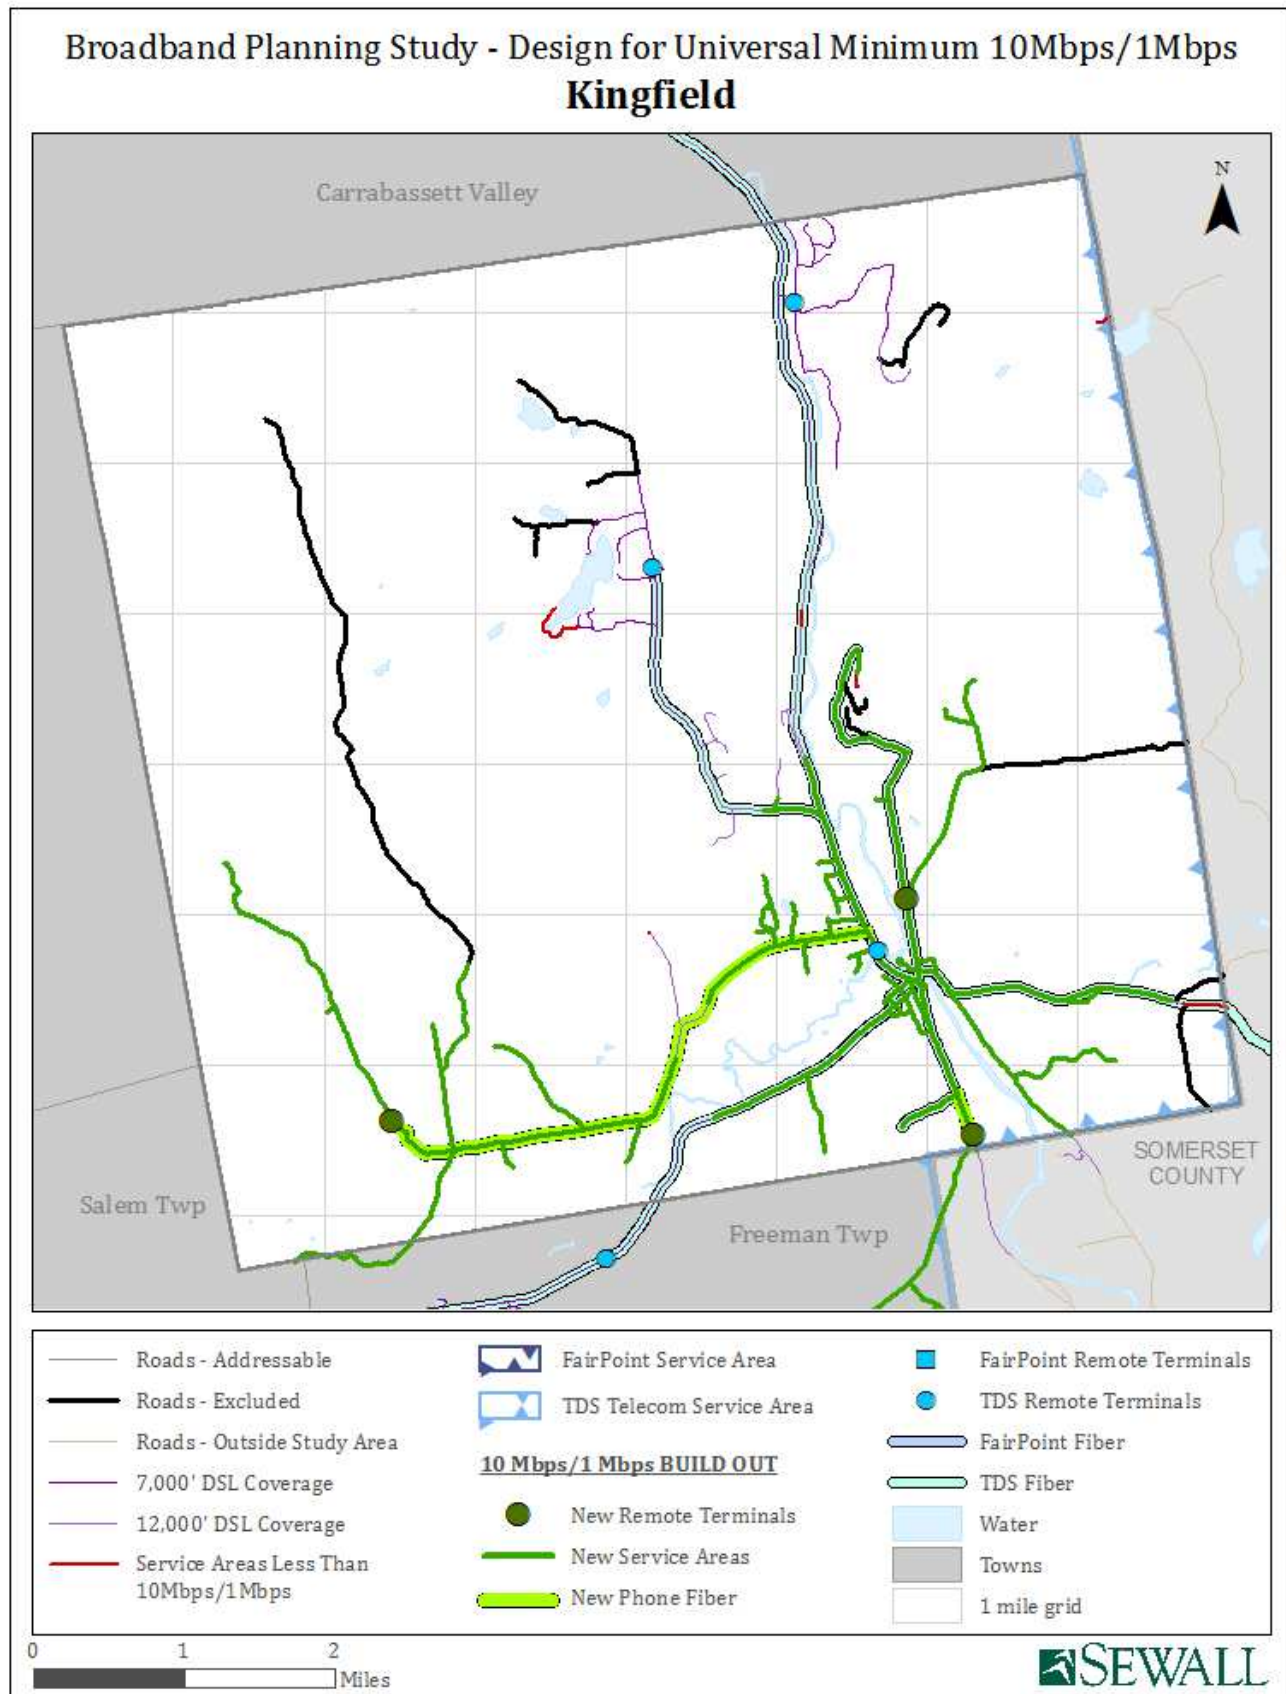 Broadband Planning Study - Design for Universal Minimum 10Mbps/1Mbps
Kingfield
Carrabassett Valley
N
Salem Twp
Freeman Twp
SOMERSET
COUNTY
Roads - Addressable
Roads - Excluded
Roads - Outside Study Area
7,000' DSL Coverage
12,000' DSL Coverage
Service Areas Less Than
10Mbps/1Mbps
FairPoint Service Area
TDS Telecom Service Area
10 Mbps/1 Mbps BUILD OUT
New Remote Terminals
New Service Areas
New Phone Fiber
FairPoint Remote Terminals
TDS Remote Terminals
FairPoint Fiber
TDS Fiber
Water
Towns
1 mile grid
0 1 2
Miles
SEWALL